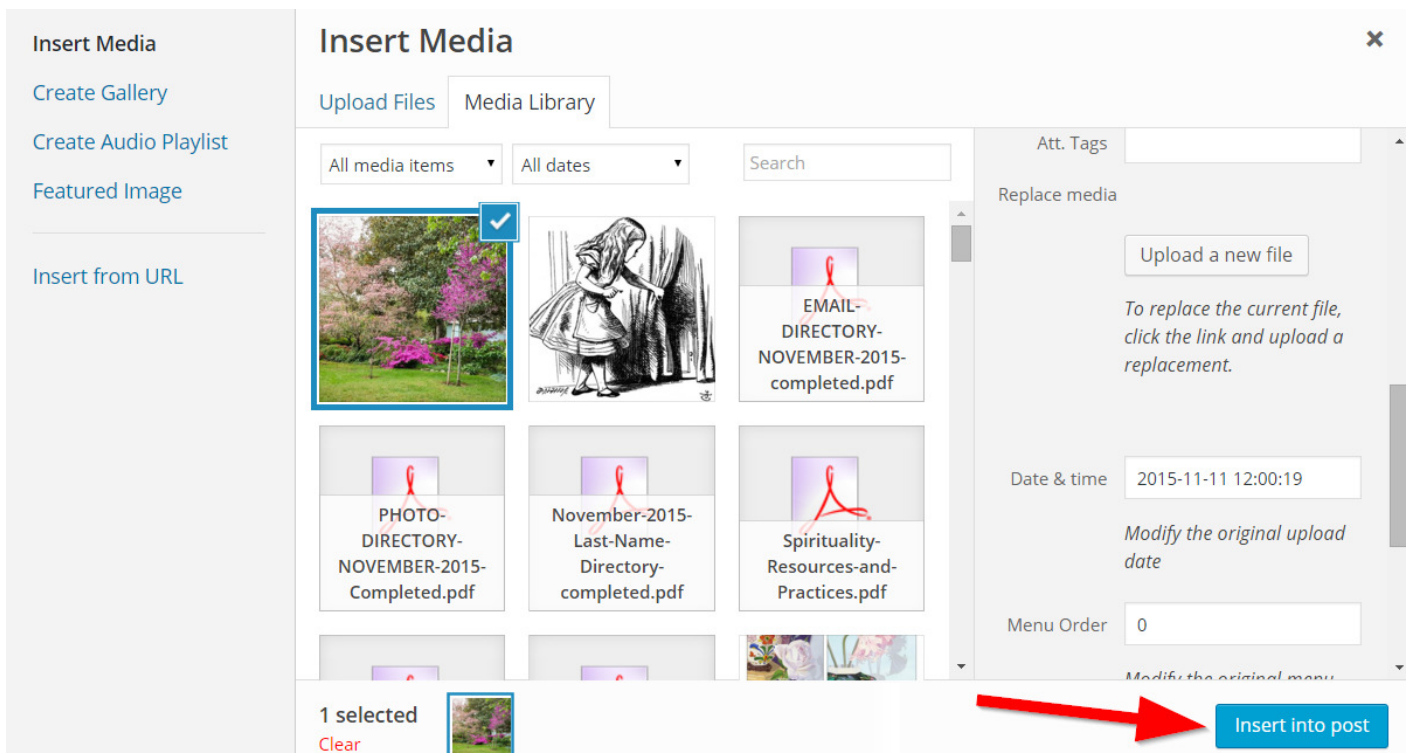 Insert Media
Create Gallery
Create Audio Playlist
Featured Image
Insert from URL
Insert Media
Upload Files
Media Library
All media items
All dates
Search
EMAIL-
DIRECTORY-
NOVEMBER-2015-
completed.pdf
PHOTO-
DIRECTORY-
NOVEMBER-2015-
Completed.pdf
November-2015-
Last-Name-
Directory-
completed.pdf
Spirituality-
Resources-and-
Practices.pdf
Att. Tags
Replace media
Upload a new file
To replace the current file,
click the link and upload a
replacement.
Date & time
2015-11-11 12:00:19
Modify the original upload
date
Menu Order
0
Modify the original menu
1 selected
Clear
Insert into post